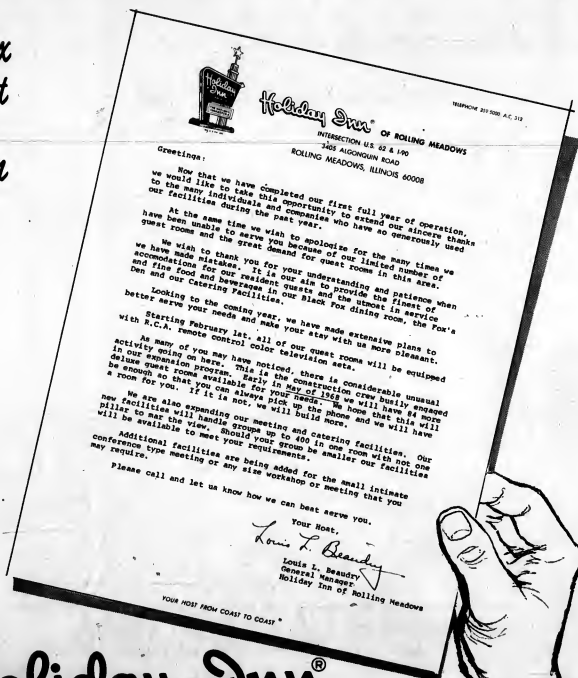 Holiday Inn
Holiday Inn® OF ROLLING MEADOWS
TELEPHONE 259 5000 A.C. 312
INTERSECTION U.S. 62 & I-90
3405 ALGONQUIN ROAD
ROLLING MEADOWS, ILLINOIS 60008
Greetings:
Now that we have completed our first full year of operation,
we would like to take this opportunity to extend our sincere thanks
to the many individuals and companies who have so generously used
our facilities during the past year.
At the same time we wish to apologize for the many times we
have been unable to serve you because of our limited number of
guest rooms and the great demand for guest rooms in this area.
We wish to thank you for your understanding and patience when
we have made mistakes. It is our aim to provide the finest of
accomodations for our resident guests and the utmost in service
and fine food and beverages in our Black Fox dining room, the Fox's
Den and our Catering Facilities.
Looking to the coming year, we have made extensive plans to
better serve your needs and make your stay with us more pleasant.
Starting February 1st, all of our guest rooms will be equipped
with R.C.A. remote control color television sets.
As many of you may have noticed, there is considerable unusual
activity going on here. This is the construction crew busily engaged
in our expansion program. Early in May of 1968 we will have 84 more
deluxe guest rooms available for your needs. We hope that this will
be enough so that you can always pick up the phone and we will have
a room for you. If it is not, we will build more.
We are also expanding our meeting and catering facilities. Our
new facilities will handle groups up to 400 in one room with not one
pillar to mar the view. Should your group be smaller our facilities
will be available to meet your requirements.
Additional facilities are being added for the small intimate
conference type meeting or any size workshop or meeting that you
may require.
Please call and let us know how we can best serve you.
Your Host,
Louis L. Beaudry
Louis L. Beaudry
General Manager
Holiday Inn of Rolling Meadows
YOUR HOST FROM COAST TO COAST®
oliday Inn®